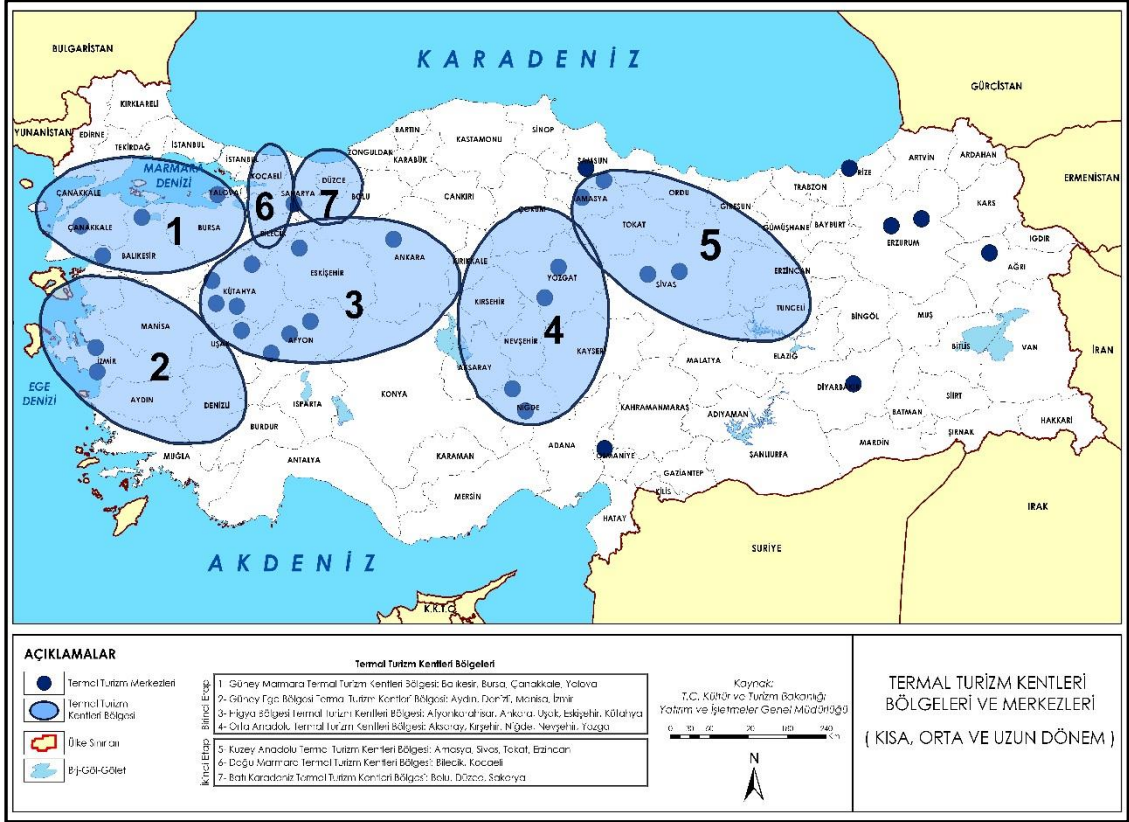 BULGARİSTAN
KARADENİZ
GÜRCİSTAN
KIRKLARELİ
YUNANİSTAN
EDİRNE
TEKİRDAĞ
İSTANBUL
İSTANBUL
MARMARA
DENİZİ
KOCAELİ
SAKARYA
DÜZCE
ZONGULDAK
BARTIN
KARABÜK
KASTAMONU
SİNOP
SAMSUN
ÇANKIRI
BOLU
ÇANAKKALE
YALOVA
ÇANAKKALE
BURSA
BALIKESİR
BİLECİK
1
6
7
AMASYA
ORDU
GİRESUN
TRABZON
RİZE
ARTVİN
ARDAHAN
KARS
ERMENİSTAN
IĞDIR
AĞRI
ERZURUM
BAYBURT
GÜMÜŞHANE
TOKAT
ÇORUM
5
SİVAS
ERZİNCAN
TUNCELİ
ESKİŞEHİR
ANKARA
KIRIKKALE
KÜTAHYA
3
UŞAK
AFYON
YOZGAT
KIRŞEHİR
NEVŞEHİR
4
KAYSERİ
AKSARAY
NİĞDE
MANİSA
İZMİR
2
AYDIN
DENİZLİ
EGE
DENİZİ
BURDUR
ISPARTA
KONYA
MUĞLA
ANTALYA
KARAMAN
MERSİN
ADANA
OSMANİYE
HATAY
KİLİS
GAZİANTEP
KAHRAMANMARAŞ
ADIYAMAN
ŞANLIURFA
MALATYA
ELAZIĞ
BİNGÖL
MUŞ
BİTLİS
VAN
DİYARBAKIR
BATMAN
SİİRT
MARDİN
ŞIRNAK
HAKKARİ
İRAN
IRAK
SURİYE
AKDENİZ
K.K.T.C.
AÇIKLAMALAR
Termal Turizm Merkezleri
Termal Turizm
Kentleri Bölgesi
Ülke Sınırları
Brj-Göl-Gölet
Termal Turizm Kentleri Bölgeleri
Birinci Etap
1- Güney Marmara Termal Turizm Kentleri Bölgesi: Balıkesir, Bursa, Çanakkale, Yalova
2- Güney Ege Bölgesi Termal Turizm Kentleri Bölgesi: Aydın, Denizli, Manisa, İzmir
3- Frigya Bölgesi Termal Turizm Kentleri Bölgesi: Afyonkarahisar, Ankara, Uşak, Eskişehir, Kütahya
4- Orta Anadolu Termal Turizm Kentleri Bölgesi: Aksaray, Kırşehir, Niğde, Nevşehir, Yozga
İkinci Etap
5- Kuzey Anadolu Termal Turizm Kentleri Bölgesi: Amasya, Sivas, Tokat, Erzincan
6- Doğu Marmara Termal Turizm Kentleri Bölgesi: Bilecik, Kocaeli
7- Batı Karadeniz Termal Turizm Kentleri Bölgesi: Bolu, Düzce, Sakarya
Kaynak:
T.C. Kültür ve Turizm Bakanlığı
Yatırım ve İşletmeler Genel Müdürlüğü
0 30 60 120 180 240
Km
N
TERMAL TURİZM KENTLERİ
BÖLGELERİ VE MERKEZLERİ
( KISA, ORTA VE UZUN DÖNEM )